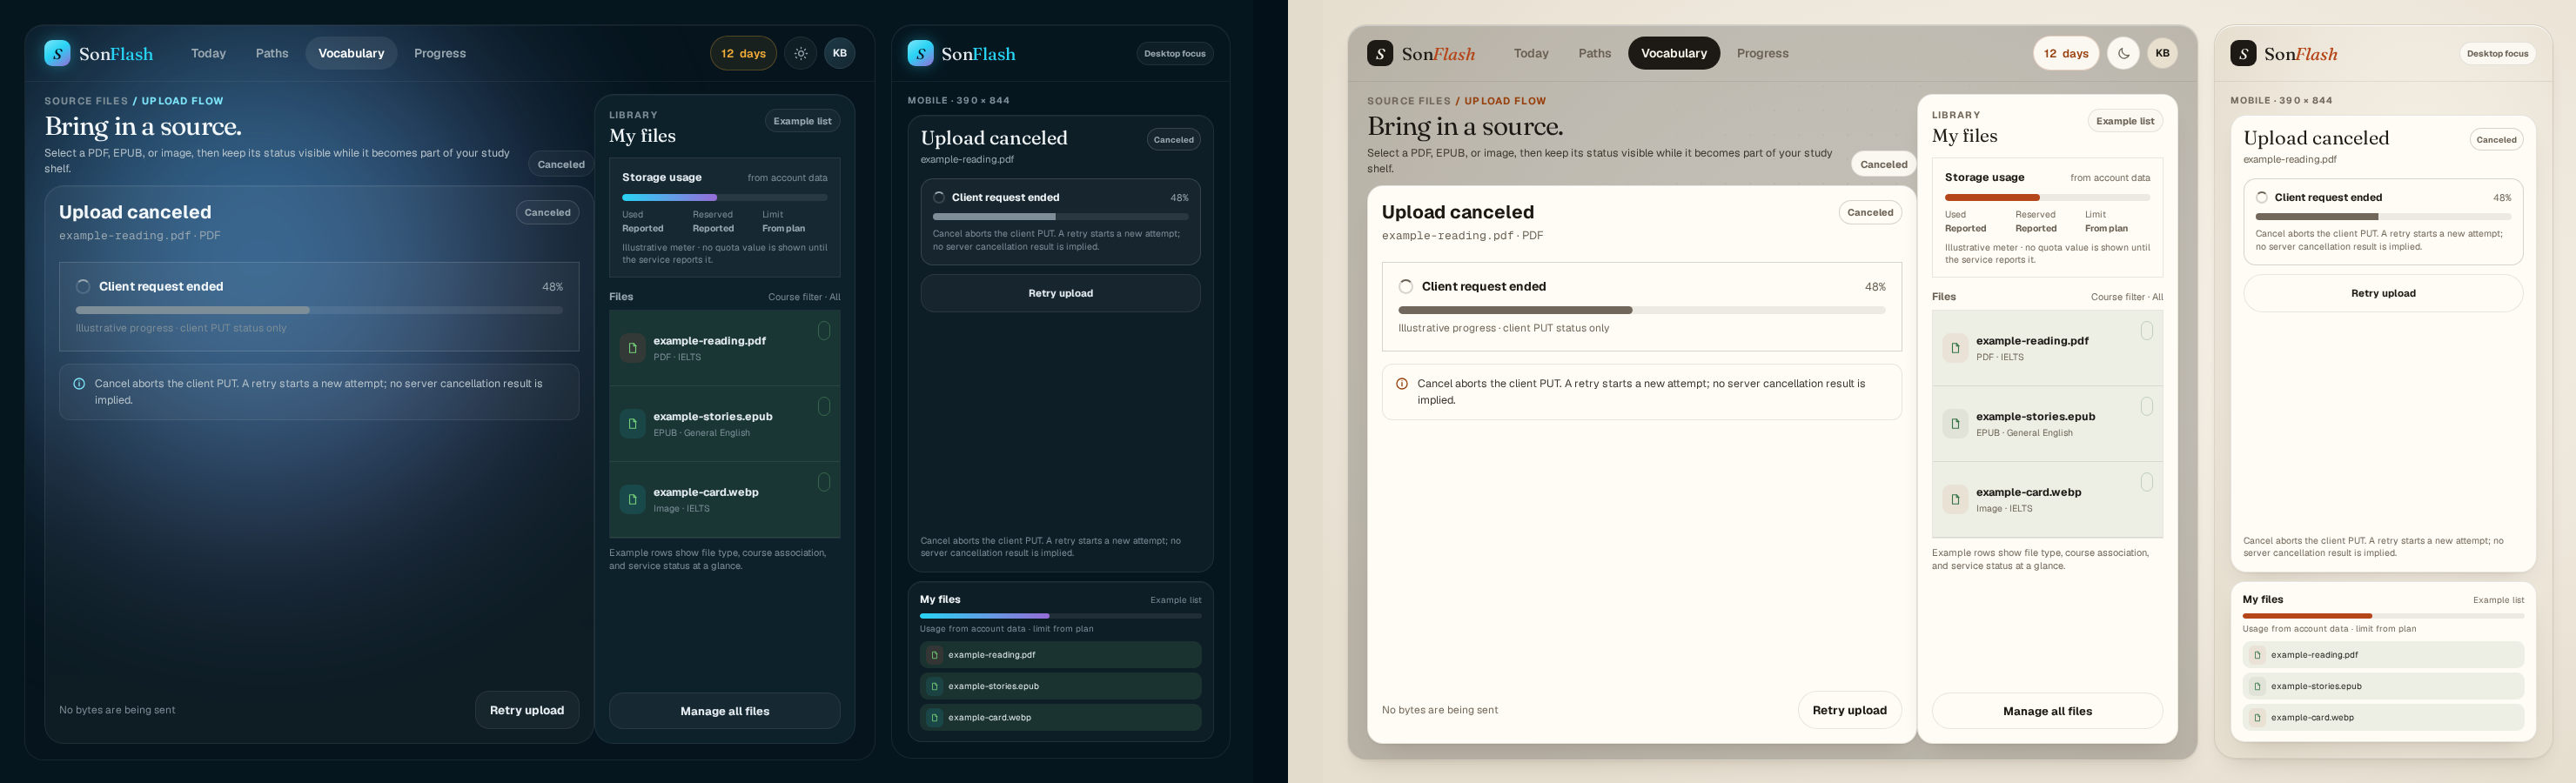 S SonFlash Today Paths Vocabulary Progress 12 days KB
SOURCE FILES / UPLOAD FLOW
Bring in a source.
Select a PDF, EPUB, or image, then keep its status visible while it becomes part of your study
shelf.
Canceled
Upload canceled
Canceled
example-reading.pdf · PDF
Client request ended 48%
Illustrative progress · client PUT status only
Cancel aborts the client PUT. A retry starts a new attempt; no server cancellation result is
implied.
No bytes are being sent
Retry upload
LIBRARY
My files
Example list
Storage usage from account data
Used Reserved Limit
Reported Reported From plan
Illustrative meter · no quota value is shown until
the service reports it.
Files Course filter · All
example-reading.pdf
PDF · IELTS
example-stories.epub
EPUB · General English
example-card.webp
Image · IELTS
Example rows show file type, course association,
and service status at a glance.
Manage all files
S SonFlash Desktop focus
MOBILE · 390 × 844
Upload canceled
Canceled
example-reading.pdf
Client request ended 48%
Cancel aborts the client PUT. A retry starts a new attempt;
no server cancellation result is implied.
Retry upload
Cancel aborts the client PUT. A retry starts a new attempt; no
server cancellation result is implied.
My files Example list
Usage from account data · limit from plan
example-reading.pdf
example-stories.epub
example-card.webp
S SonFlash Today Paths Vocabulary Progress 12 days KB
SOURCE FILES / UPLOAD FLOW
Bring in a source.
Select a PDF, EPUB, or image, then keep its status visible while it becomes part of your study
shelf.
Canceled
Upload canceled
Canceled
example-reading.pdf · PDF
Client request ended 48%
Illustrative progress · client PUT status only
Cancel aborts the client PUT. A retry starts a new attempt; no server cancellation result is
implied.
No bytes are being sent
Retry upload
LIBRARY
My files
Example list
Storage usage from account data
Used Reserved Limit
Reported Reported From plan
Illustrative meter · no quota value is shown until
the service reports it.
Files Course filter · All
example-reading.pdf
PDF · IELTS
example-stories.epub
EPUB · General English
example-card.webp
Image · IELTS
Example rows show file type, course association,
and service status at a glance.
Manage all files
S SonFlash Desktop focus
MOBILE · 390 × 844
Upload canceled
Canceled
example-reading.pdf
Client request ended 48%
Cancel aborts the client PUT. A retry starts a new attempt;
no server cancellation result is implied.
Retry upload
Cancel aborts the client PUT. A retry starts a new attempt; no
server cancellation result is implied.
My files Example list
Usage from account data · limit from plan
example-reading.pdf
example-stories.epub
example-card.webp